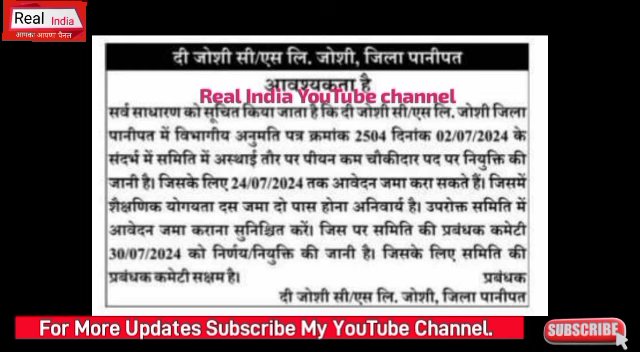 Real India
आपका अपणा चैनल
दी जोशी सी/एस लि. जोशी, जिला पानीपत
आवश्यकता है
Real India YouTube channel
सर्व साधारण को सूचित किया जाता है कि दी जोशी सी/एस लि. जोशी जिला
पानीपत में विभागीय अनुमति पत्र क्रमांक 2504 दिनांक 02/07/2024 के
संदर्भ में समिति में अस्थाई तौर पर पीयन कम चौकीदार पद पर नियुक्ति की
जानी है। जिसके लिए 24/07/2024 तक आवेदन जमा करा सकते हैं। जिसमें
शैक्षणिक योगयता दस जमा दो पास होना अनिवार्य है। उपरोक्त समिति में
आवेदन जमा कराना सुनिश्चित करें। जिस पर समिति की प्रबंधक कमेटी
30/07/2024 को निर्णय/नियुक्ति की जानी है। जिसके लिए समिति की
प्रबंधक कमेटी सक्षम है। प्रबंधक
दी जोशी सी/एस लि. जोशी, जिला पानीपत
For More Updates Subscribe My YouTube Channel.
SUBSCRIBE